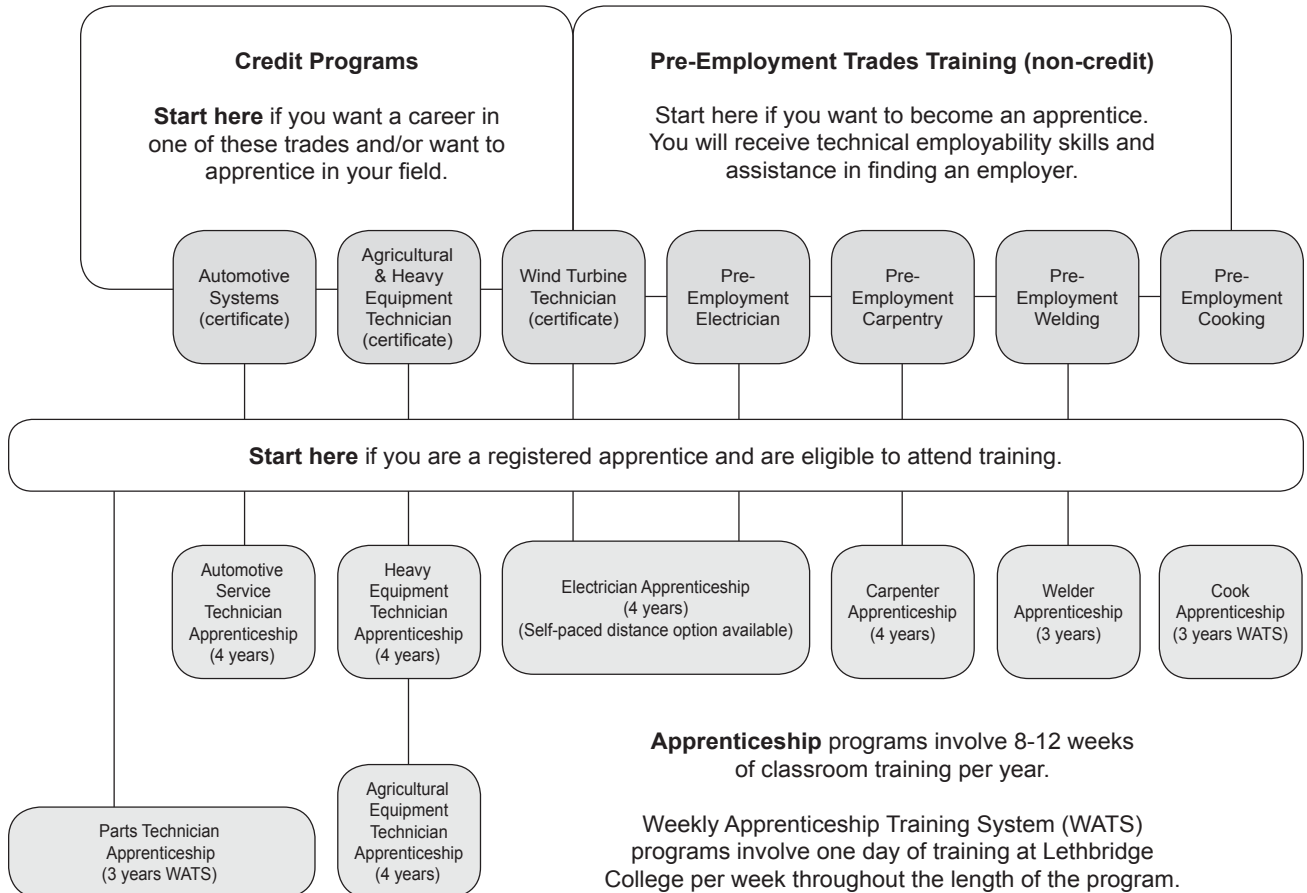 Credit Programs
Start here if you want a career in
one of these trades and/or want to
apprentice in your field.
Pre-Employment Trades Training (non-credit)
Start here if you want to become an apprentice.
You will receive technical employability skills and
assistance in finding an employer.
Automotive
Systems
(certificate)
Agricultural
& Heavy
Equipment
Technician
(certificate)
Wind Turbine
Technician
(certificate)
Pre-
Employment
Electrician
Pre-
Employment
Carpentry
Pre-
Employment
Welding
Pre-
Employment
Cooking
Start here if you are a registered apprentice and are eligible to attend training.
Automotive
Service
Technician
Apprenticeship
(4 years)
Heavy
Equipment
Technician
Apprenticeship
(4 years)
Electrician Apprenticeship
(4 years)
(Self-paced distance option available)
Carpenter
Apprenticeship
(4 years)
Welder
Apprenticeship
(3 years)
Cook
Apprenticeship
(3 years WATS)
Parts Technician
Apprenticeship
(3 years WATS)
Agricultural
Equipment
Technician
Apprenticeship
(4 years)
Apprenticeship programs involve 8-12 weeks
of classroom training per year.
Weekly Apprenticeship Training System (WATS)
programs involve one day of training at Lethbridge
College per week throughout the length of the program.